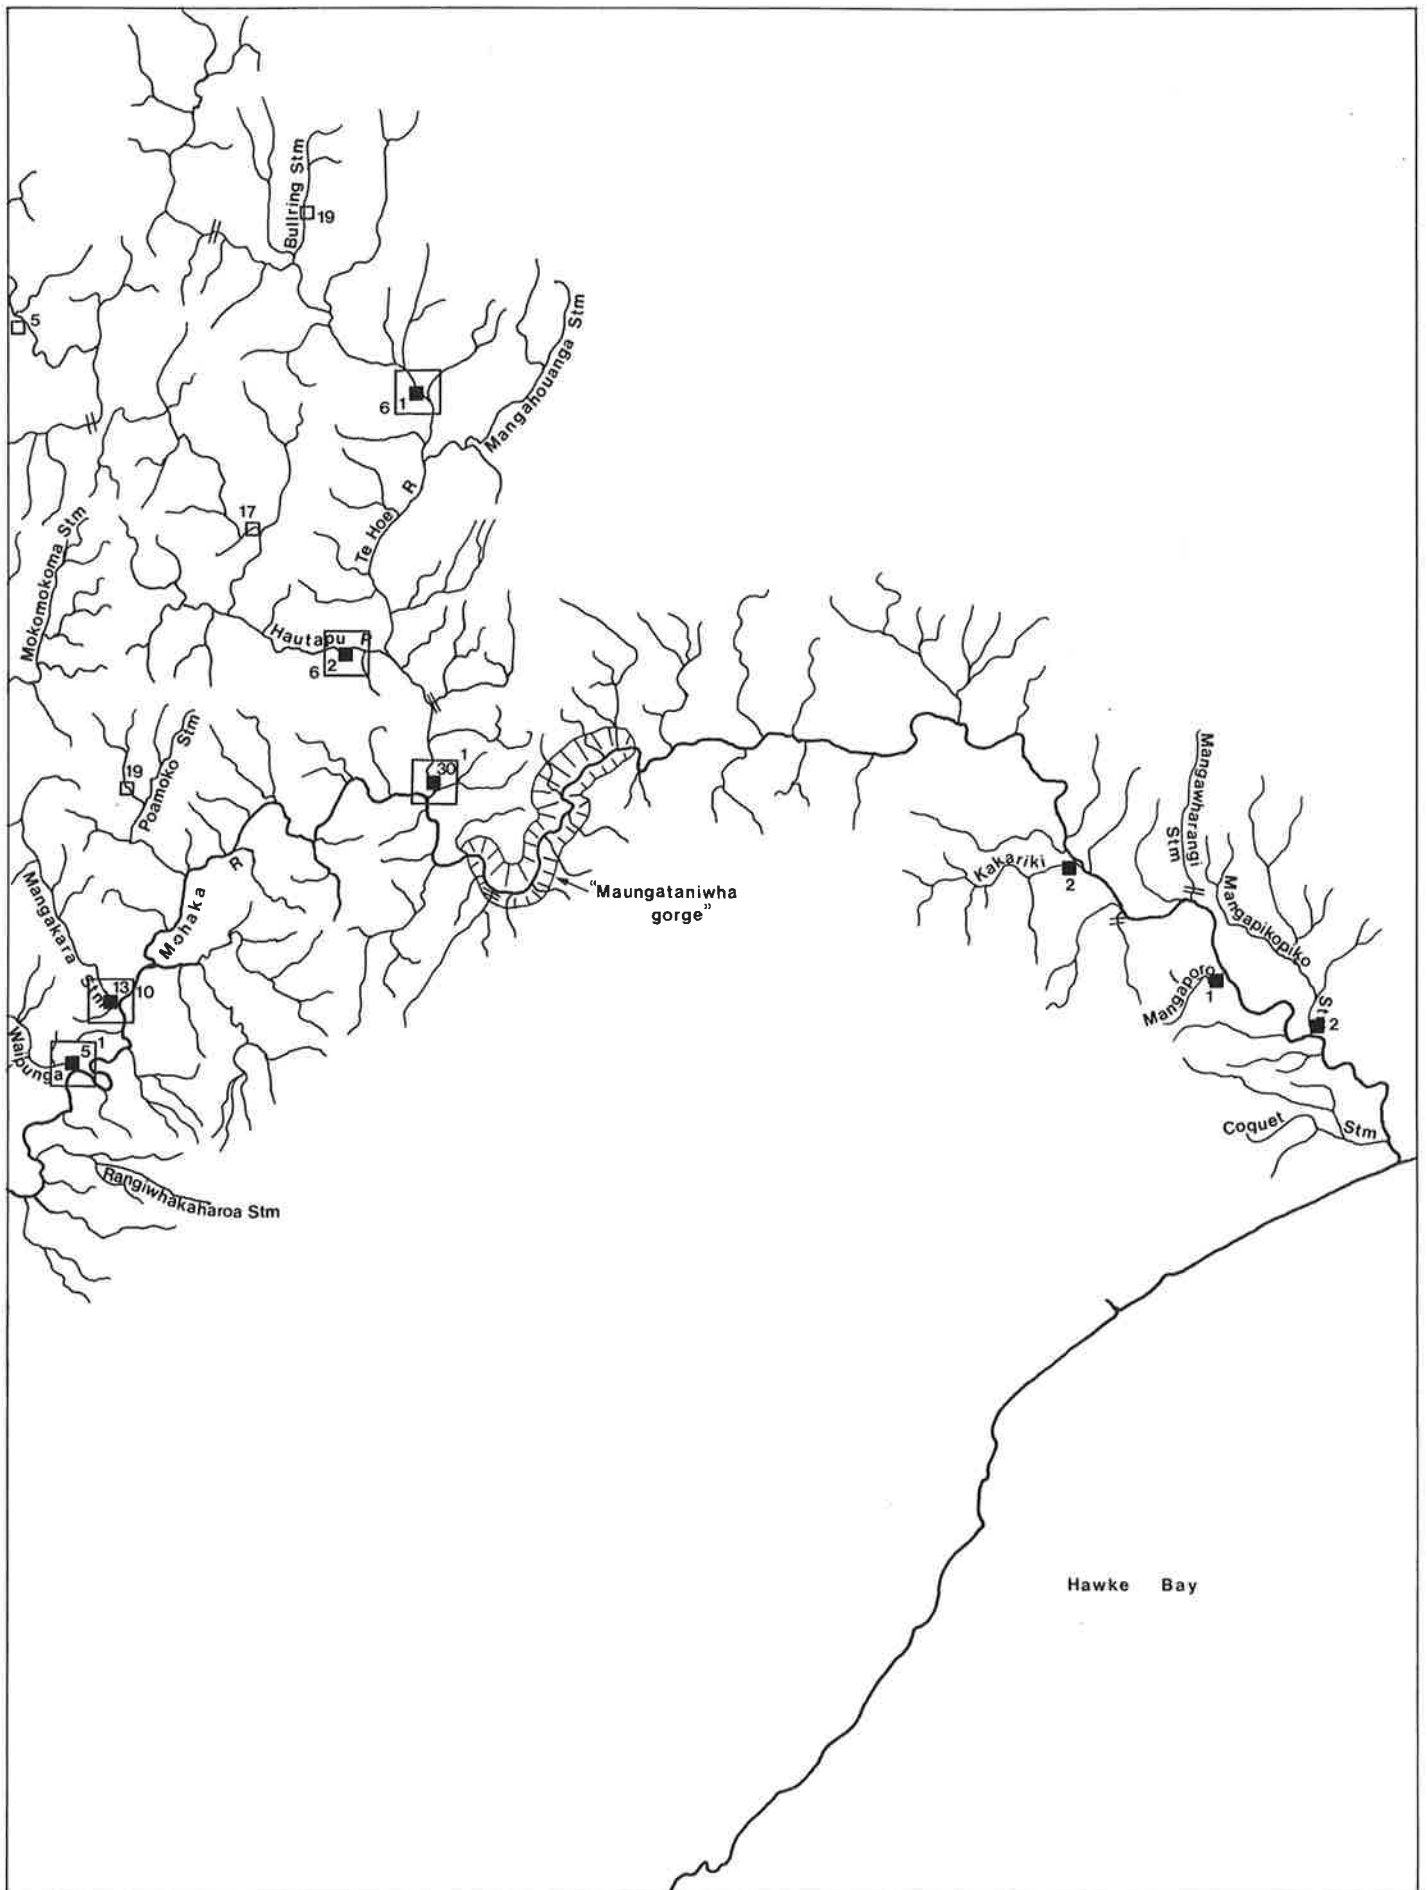 Bullring Stm
19
5
Mangahouanga Stm
6 1
Te Hoe R
17
Mokomokoma Stm
Hautapu R
6 2
Poamoko Stm
19
1
30
Mohaka R
"Maungataniwha
gorge"
Mangakara Stm
13 10
Waipunga
5 1
Rangiwhakaharoa Stm
Kakariki
2
Mangawharangi
Stm
Mangapikopiko
St
2
Mangaporo
1
Coquet Stm
Hawke Bay